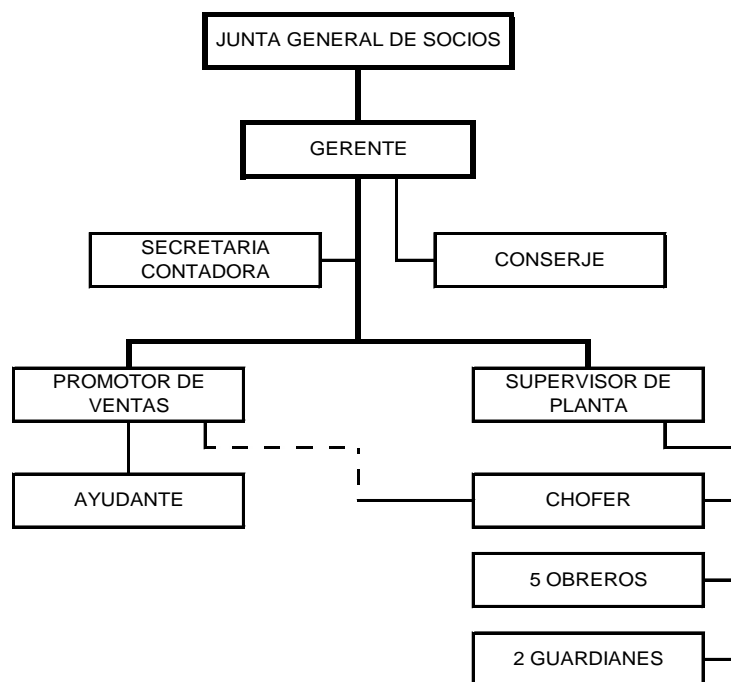 JUNTA GENERAL DE SOCIOS
GERENTE
SECRETARIA
CONTADORA
CONSERJE
PROMOTOR DE
VENTAS
SUPERVISOR DE
PLANTA
AYUDANTE
CHOFER
5 OBREROS
2 GUARDIANES